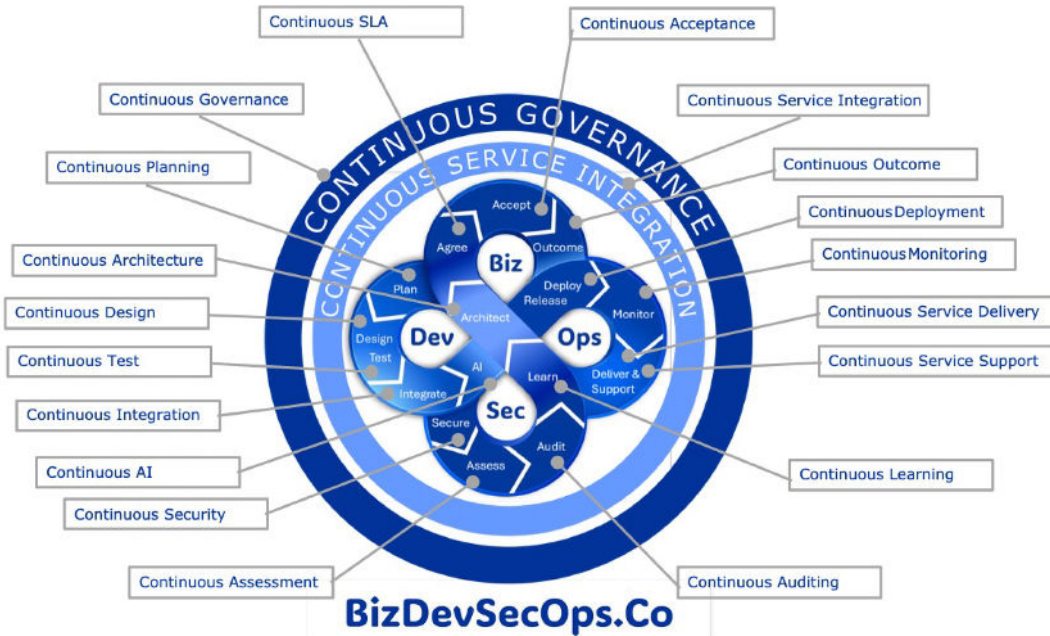 Continuous SLA
Continuous Acceptance
Continuous Governance
Continuous Service Integration
Continuous Planning
Continuous Outcome
ContinuousDeployment
Continuous Architecture
ContinuousMonitoring
Continuous Design
Continuous Service Delivery
Continuous Test
Continuous Service Support
Continuous Integration
Continuous AI
Continuous Learning
Continuous Security
Continuous Assessment
Continuous Auditing
CONTINUOUS GOVERNANCE
CONTINUOUS SERVICE INTEGRATION
Accept
Agree
Outcome
Biz
Plan
Deploy
Release
Architect
Monitor
Dev
Ops
Design
Test
AI
Learn
Deliver &
Support
Integrate
Sec
Secure
Audit
Assess
BizDevSecOps.Co